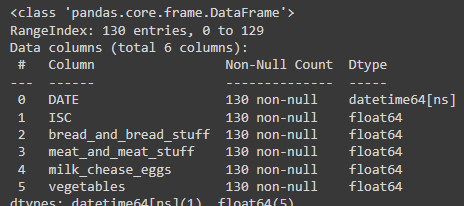 <class 'pandas.core.frame.DataFrame'>
RangeIndex: 130 entries, 0 to 129
Data columns (total 6 columns):
 #   Column                Non-Null Count  Dtype
---  ------                --------------  -----
 0   DATE                  130 non-null    datetime64[ns]
 1   ISC                   130 non-null    float64
 2   bread_and_bread_stuff  130 non-null    float64
 3   meat_and_meat_stuff   130 non-null    float64
 4   milk_chease_eggs      130 non-null    float64
 5   vegetables            130 non-null    float64
dtypes: datetime64[ns](1), float64(5)